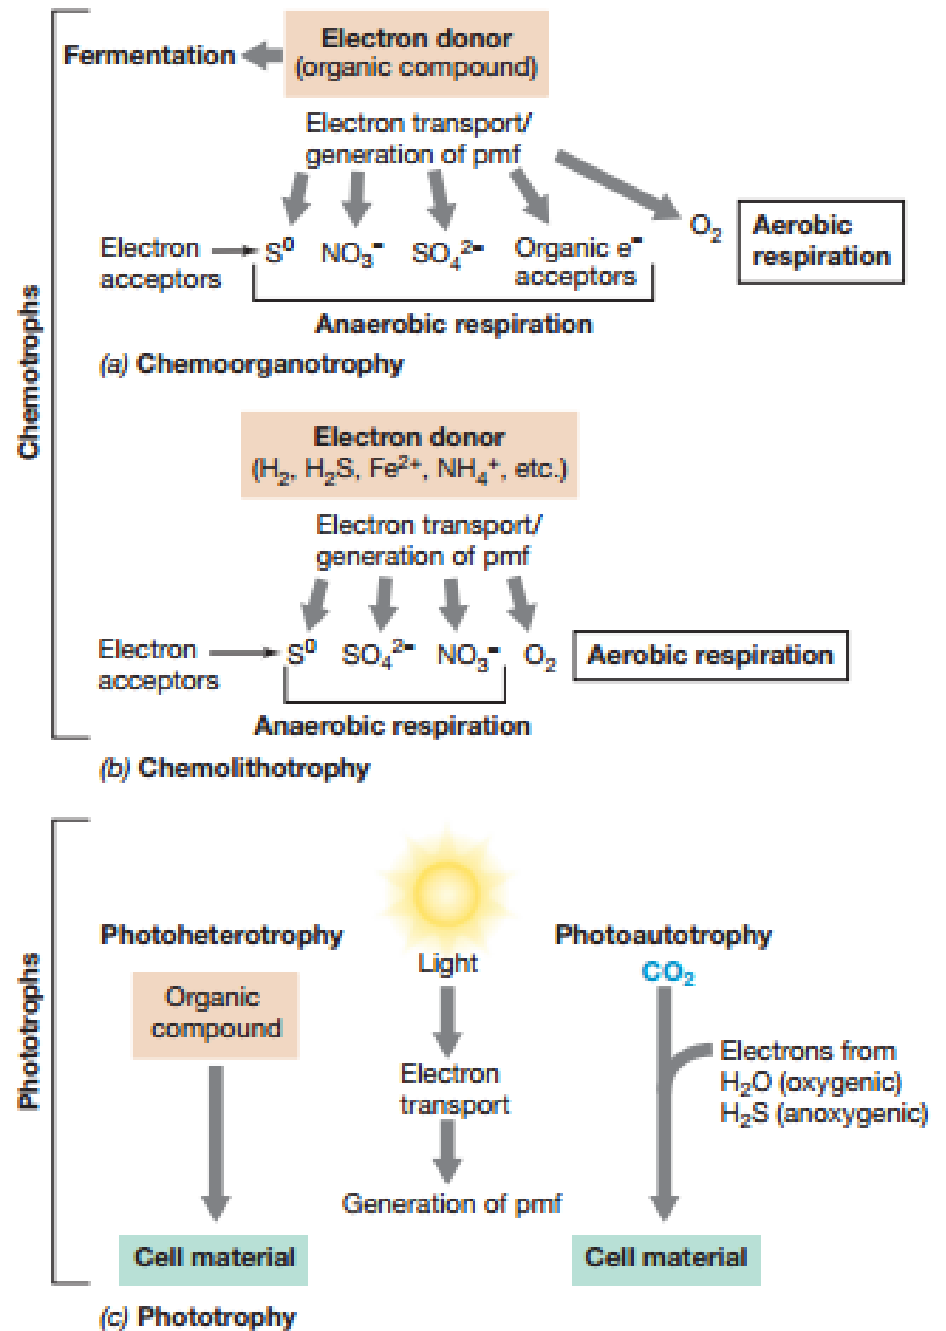 Chemotrophs
Fermentation
Electron donor
(organic compound)
Electron transport/
generation of pmf
Electron
acceptors
S⁰
NO₃⁻
SO₄²⁻
Organic e⁻
acceptors
O₂
Aerobic
respiration
Anaerobic respiration
(a) Chemoorganotrophy
Electron donor
(H₂, H₂S, Fe²⁺, NH₄⁺, etc.)
Electron transport/
generation of pmf
Electron
acceptors
S⁰
SO₄²⁻
NO₃⁻
O₂
Aerobic respiration
Anaerobic respiration
(b) Chemolithotrophy
Phototrophs
Photoheterotrophy
Organic
compound
Cell material
Light
Electron
transport
Generation of pmf
Photoautotrophy
CO₂
Electrons from
H₂O (oxygenic)
H₂S (anoxygenic)
Cell material
(c) Phototrophy